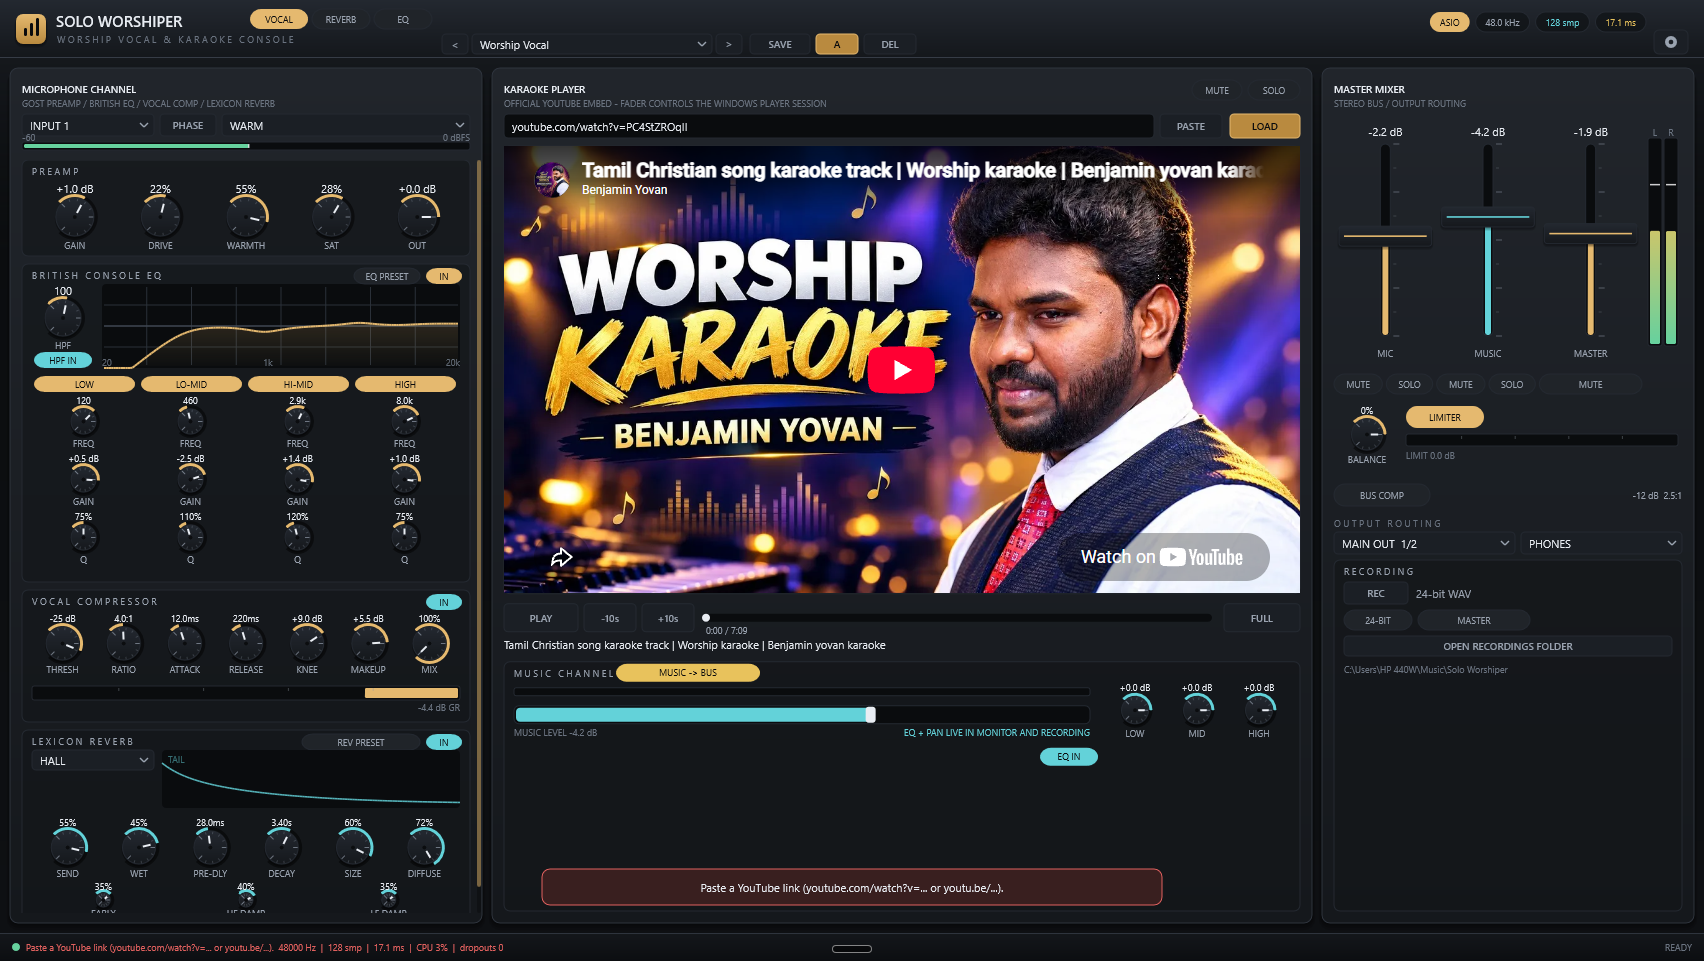 SOLO WORSHIPER
WORSHIP VOCAL & KARAOKE CONSOLE
VOCAL REVERB EQ
< Worship Vocal > SAVE A DEL
ASIO 48.0 kHz 128 smp 17.1 ms
MICROPHONE CHANNEL
GOST PREAMP / BRITISH EQ / VOCAL COMP / LEXICON REVERB
INPUT 1 PHASE WARM
-60 0 dBFS
PREAMP
+1.0 dB 22% 55% 28% +0.0 dB
GAIN DRIVE WARMTH SAT OUT
BRITISH CONSOLE EQ EQ PRESET IN
100
HPF
HPF IN
20 1k 20k
LOW LO-MID HI-MID HIGH
120 460 2.9k 8.0k
FREQ FREQ FREQ FREQ
+0.5 dB -2.5 dB +1.4 dB +1.0 dB
GAIN GAIN GAIN GAIN
75% 110% 120% 75%
Q Q Q Q
VOCAL COMPRESSOR IN
-25 dB 4.0:1 12.0ms 220ms +9.0 dB +5.5 dB 100%
THRESH RATIO ATTACK RELEASE KNEE MAKEUP MIX
-4.4 dB GR
LEXICON REVERB REV PRESET IN
HALL TAIL
55% 45% 28.0ms 3.40s 60% 72%
SEND WET PRE-DLY DECAY SIZE DIFFUSE
35% 40% 35%
EARLY HF DAMP LF DAMP
KARAOKE PLAYER MUTE SOLO
OFFICIAL YOUTUBE EMBED - FADER CONTROLS THE WINDOWS PLAYER SESSION
youtube.com/watch?v=PC4StZROqII PASTE LOAD
Tamil Christian song karaoke track | Worship karaoke | Benjamin yovan kara
Benjamin Yovan
WORSHIP
KARAOKE
BENJAMIN YOVAN
Watch on YouTube
PLAY -10s +10s FULL
0:00 / 7:09
Tamil Christian song karaoke track | Worship karaoke | Benjamin yovan karaoke
MUSIC CHANNEL MUSIC -> BUS
+0.0 dB +0.0 dB +0.0 dB
LOW MID HIGH
MUSIC LEVEL -4.2 dB EQ + PAN LIVE IN MONITOR AND RECORDING
EQ IN
Paste a YouTube link (youtube.com/watch?v=... or youtu.be/...).
MASTER MIXER
STEREO BUS / OUTPUT ROUTING
-2.2 dB -4.2 dB -1.9 dB L R
MIC MUSIC MASTER
MUTE SOLO MUTE SOLO MUTE
0% LIMITER
BALANCE LIMIT 0.0 dB
BUS COMP -12 dB 2.5:1
OUTPUT ROUTING
MAIN OUT 1/2 PHONES
RECORDING
REC 24-bit WAV
24-BIT MASTER
OPEN RECORDINGS FOLDER
C:\Users\HP 440W\Music\Solo Worshiper
Paste a YouTube link (youtube.com/watch?v=... or youtu.be/...). 48000 Hz | 128 smp | 17.1 ms | CPU 3% | dropouts 0
READY